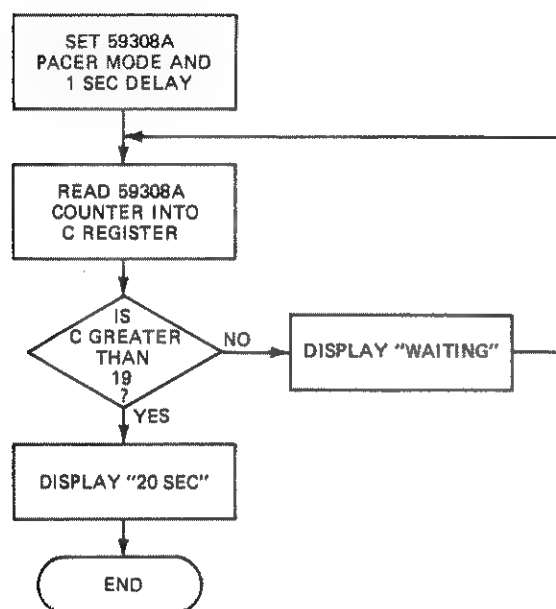 SET 59308A
PACER MODE AND
1 SEC DELAY
READ 59308A
COUNTER INTO
C REGISTER
IS
C GREATER
THAN
19
?
NO
DISPLAY "WAITING"
YES
DISPLAY "20 SEC"
END